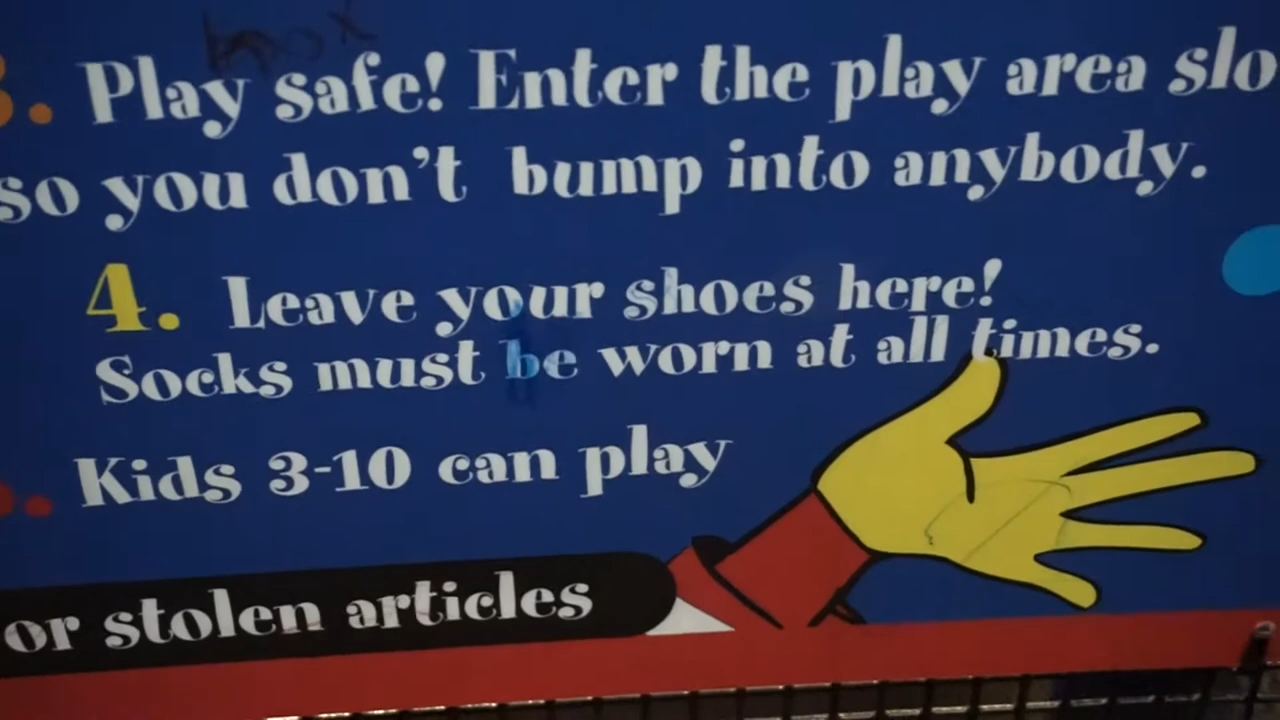 3. Play safe! Enter the play area slo
so you don't bump into anybody.
4. Leave your shoes here!
Socks must be worn at all times.
Kids 3-10 can play
or stolen articles